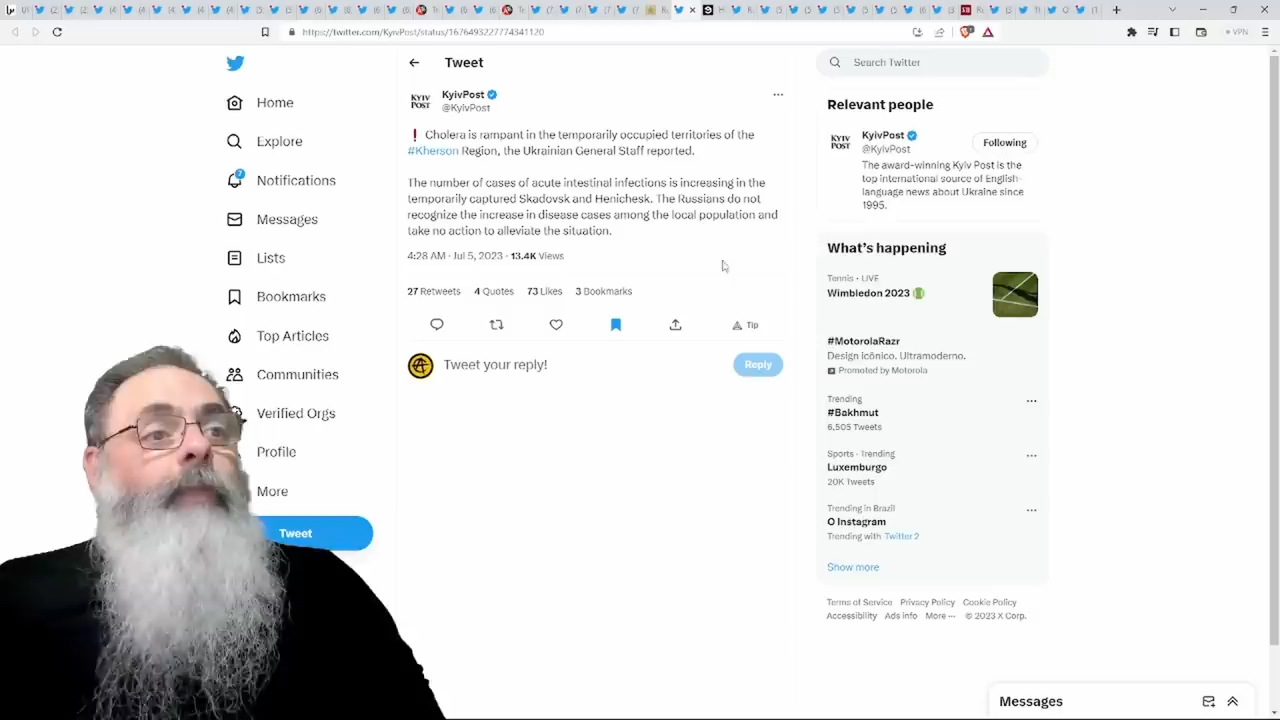 https://twitter.com/KyivPost/status/1676493227774341120
VPN
Home
Explore
7
Notifications
Messages
Lists
Bookmarks
Top Articles
Communities
Verified Orgs
Profile
More
Tweet
Tweet
KYIV POST
KyivPost
@KyivPost
❗ Cholera is rampant in the temporarily occupied territories of the
#Kherson Region, the Ukrainian General Staff reported.
The number of cases of acute intestinal infections is increasing in the
temporarily captured Skadovsk and Henichesk. The Russians do not
recognize the increase in disease cases among the local population and
take no action to alleviate the situation.
4:28 AM · Jul 5, 2023 · 13.4K Views
27 Retweets 4 Quotes 73 Likes 3 Bookmarks
Tip
Tweet your reply!
Reply
Search Twitter
Relevant people
KYIV POST
KyivPost
@KyivPost
Following
The award-winning Kyiv Post is the
top international source of English-
language news about Ukraine since
1995.
What's happening
Tennis · LIVE
Wimbledon 2023
#MotorolaRazr
Design icônico. Ultramoderno.
Promoted by Motorola
Trending
#Bakhmut
6,505 Tweets
Sports · Trending
Luxemburgo
20K Tweets
Trending in Brazil
O Instagram
Trending with Twitter 2
Show more
Terms of Service Privacy Policy Cookie Policy
Accessibility Ads info More ··· © 2023 X Corp.
Messages